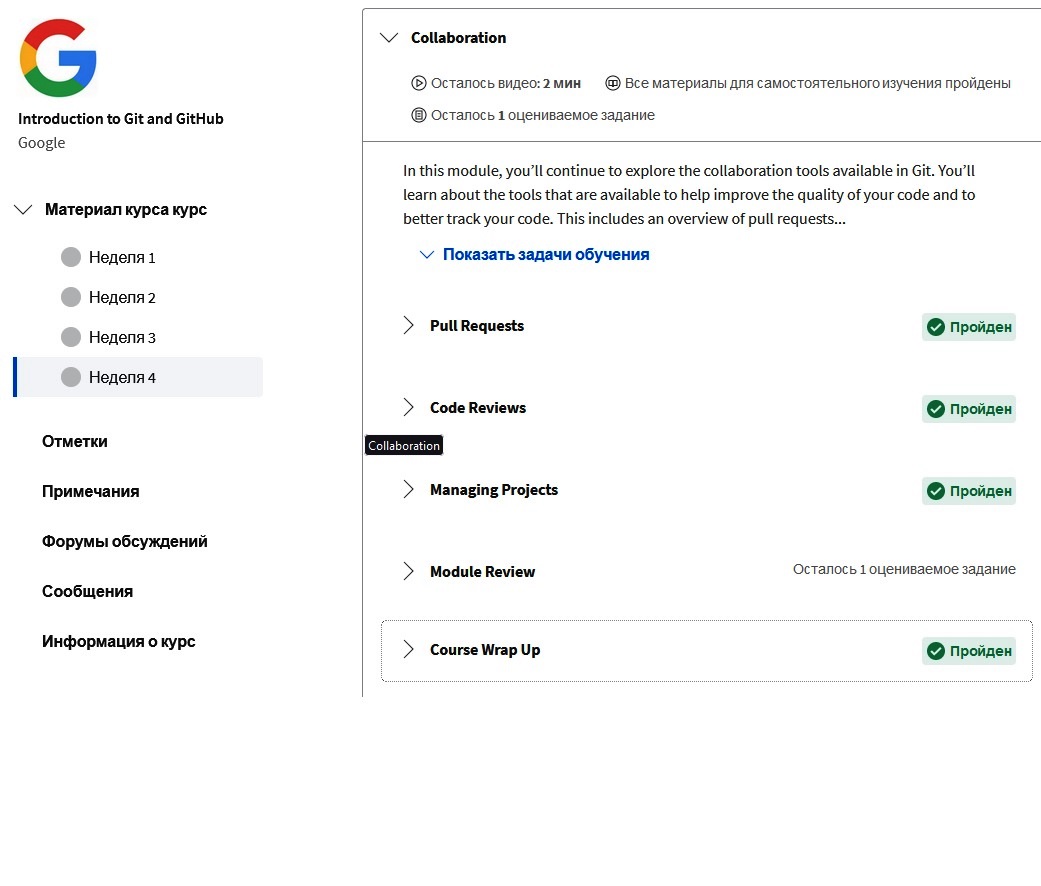 Introduction to Git and GitHub
Google
Материал курса курс
Неделя 1
Неделя 2
Неделя 3
Неделя 4
Отметки
Примечания
Форумы обсуждений
Сообщения
Информация о курс
Collaboration
Осталось видео: 2 мин Все материалы для самостоятельного изучения пройдены
Осталось 1 оцениваемое задание
In this module, you’ll continue to explore the collaboration tools available in Git. You’ll
learn about the tools that are available to help improve the quality of your code and to
better track your code. This includes an overview of pull requests...
Показать задачи обучения
Pull Requests Пройден
Code Reviews Пройден
Collaboration
Managing Projects Пройден
Module Review Осталось 1 оцениваемое задание
Course Wrap Up Пройден